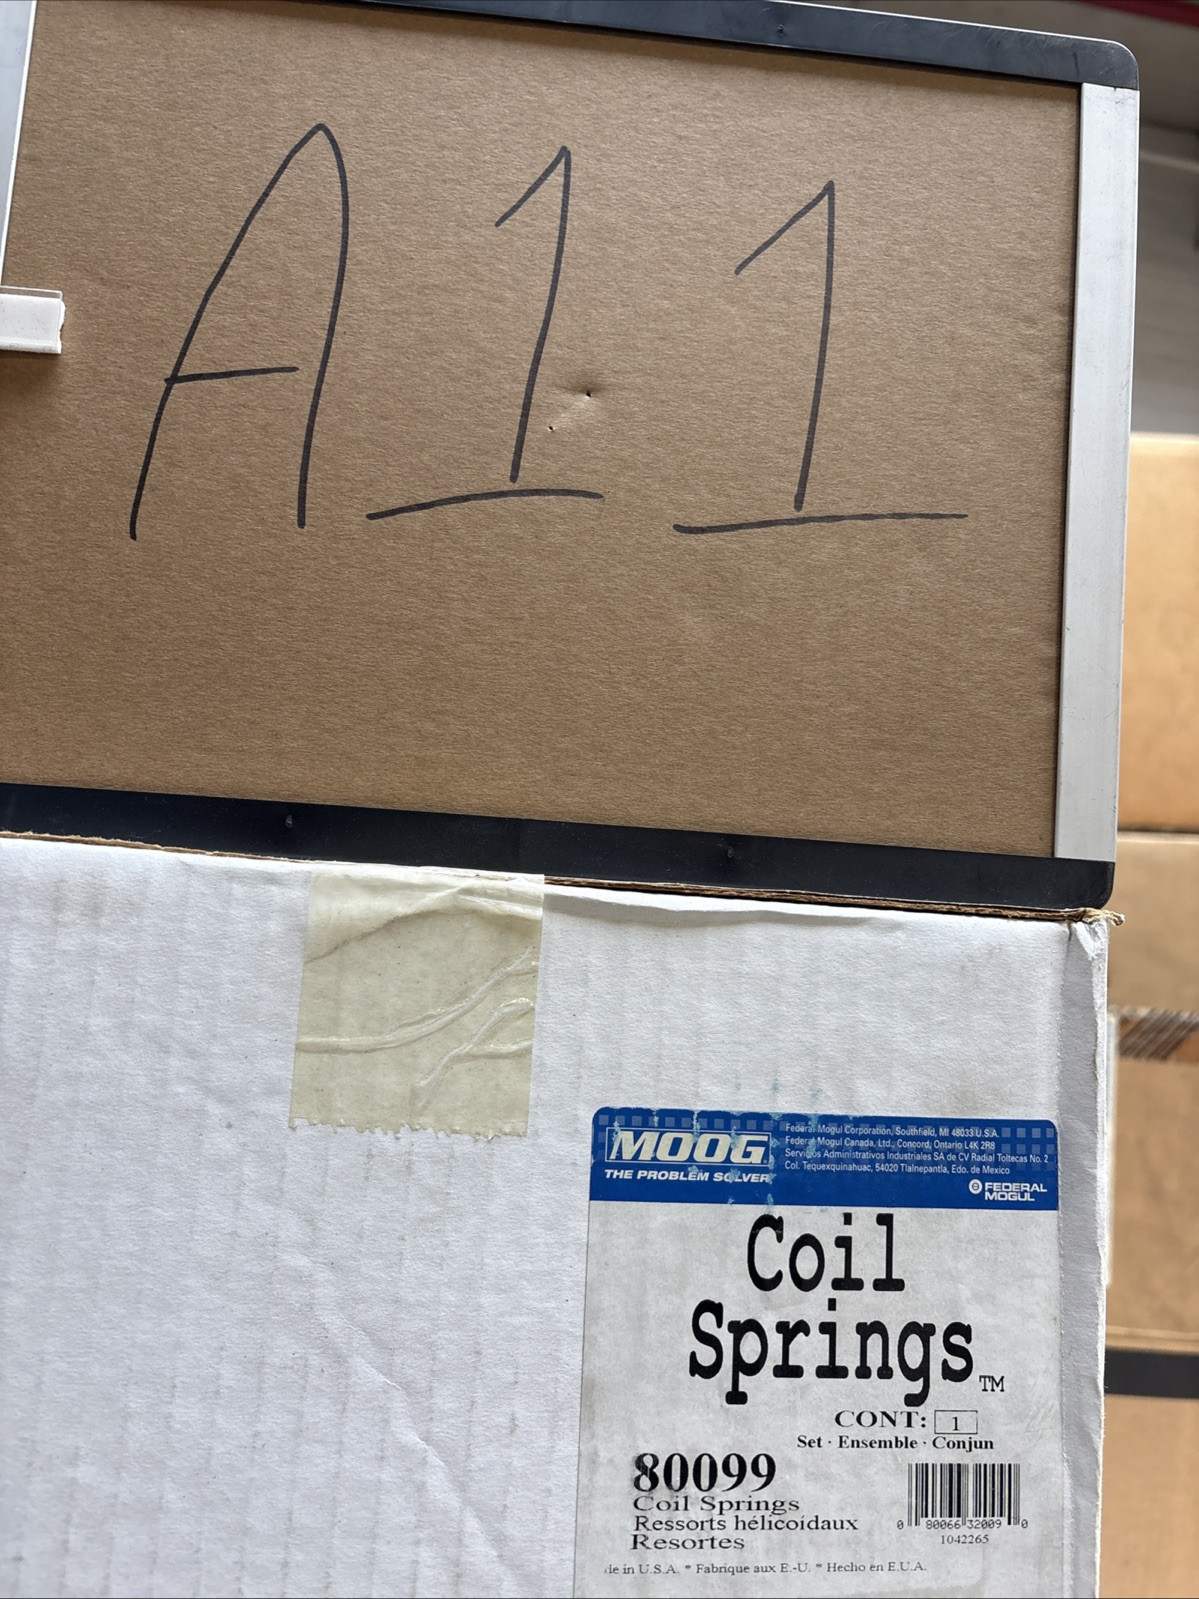 A11
MOOG
THE PROBLEM SOLVER
Federal Mogul Corporation, Southfield, MI 48033 U.S.A.
Federal Mogul Canada, Ltd., Concord, Ontario L4K 2R8
Servicios Administrativos Industriales SA de CV Radial Toltecas No. 2
Col. Tequexquinahuac, 54020 Tlalnepantla, Edo. de Mexico
FEDERAL
MOGUL
Coil
Springs™
CONT: 1
Set · Ensemble · Conjun
80099
Coil Springs
Ressorts hélicoídaux
Resortes
0 80066 32009 0
1042265
de in U.S.A. * Fabrique aux E.-U. * Hecho en E.U.A.